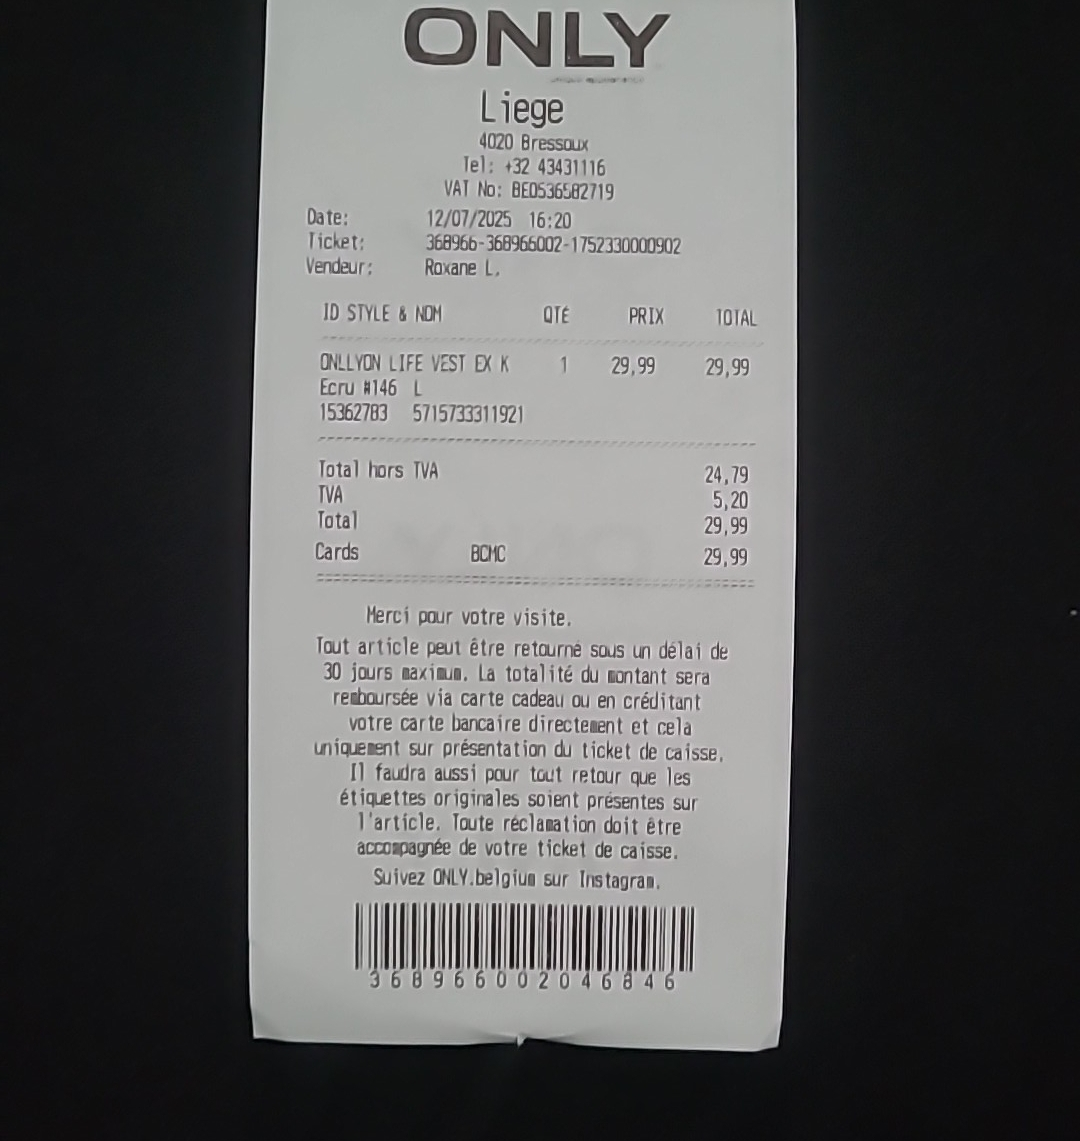 ONLY
Liege
4020 Bressoux
Tel: +32 43431116
VAT No: BE0536582719
Date: 12/07/2025 16:20
Ticket: 368966-368966002-1752330000902
Vendeur: Roxane L.
ID STYLE & NOM QTÉ PRIX TOTAL
ONLLYON LIFE VEST EX K 1 29,99 29,99
Ecru #146 L
15362783 5715733311921
Total hors TVA 24,79
TVA 5,20
Total 29,99
Cards BCMC 29,99
Merci pour votre visite.
Tout article peut être retourné sous un délai de
30 jours maximum. La totalité du montant sera
remboursée via carte cadeau ou en créditant
votre carte bancaire directement et cela
uniquement sur présentation du ticket de caisse.
Il faudra aussi pour tout retour que les
étiquettes originales soient présentes sur
l'article. Toute réclamation doit être
accompagnée de votre ticket de caisse.
Suivez ONLY.belgium sur Instagram.
368966002046846